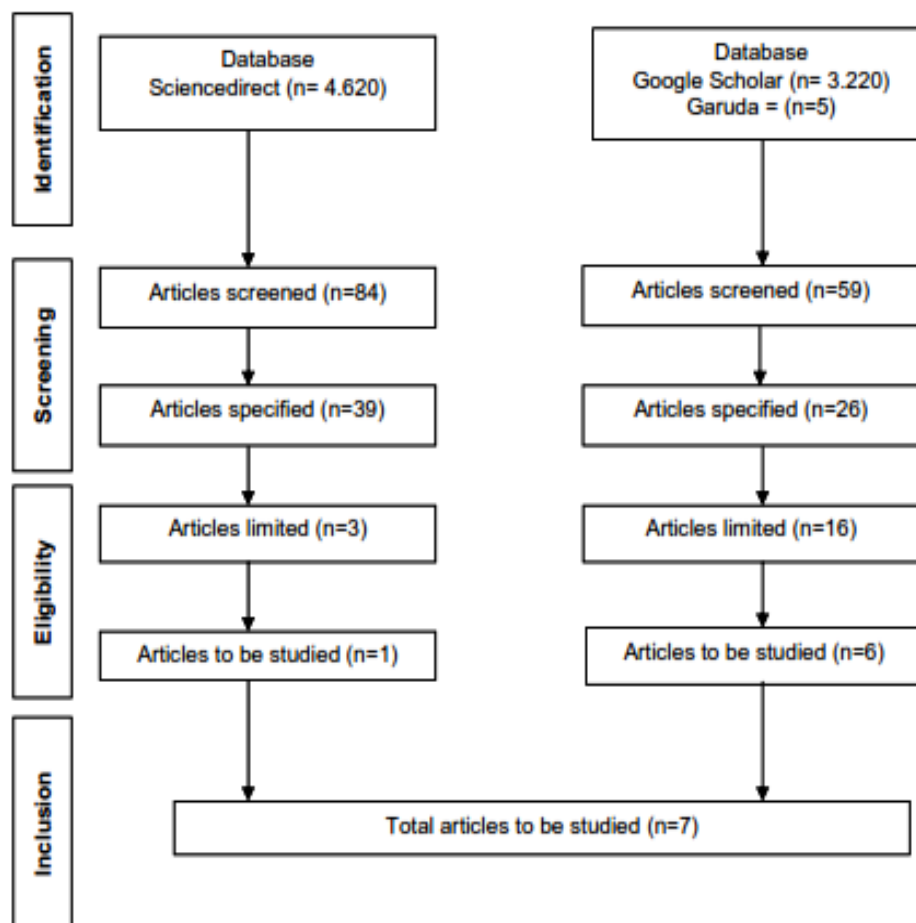 Identification
Database
Sciencedirect (n= 4.620)
Database
Google Scholar (n= 3.220)
Garuda = (n=5)
Screening
Articles screened (n=84)
Articles screened (n=59)
Articles specified (n=39)
Articles specified (n=26)
Eligibility
Articles limited (n=3)
Articles limited (n=16)
Articles to be studied (n=1)
Articles to be studied (n=6)
Inclusion
Total articles to be studied (n=7)